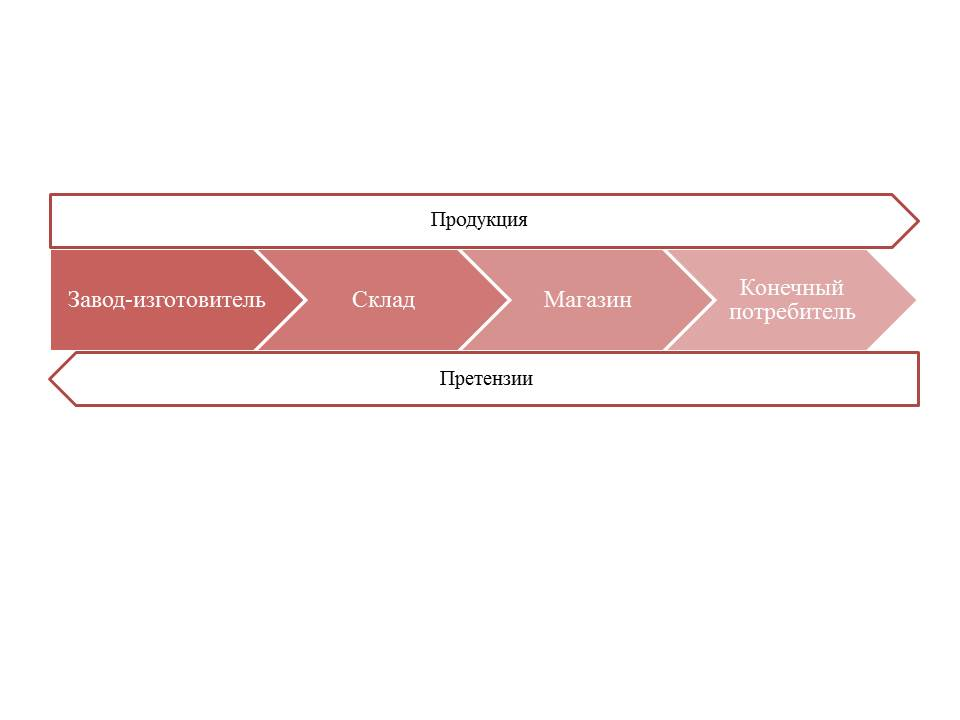 Продукция
Завод-изготовитель
Склад
Магазин
Конечный
потребитель
Претензии